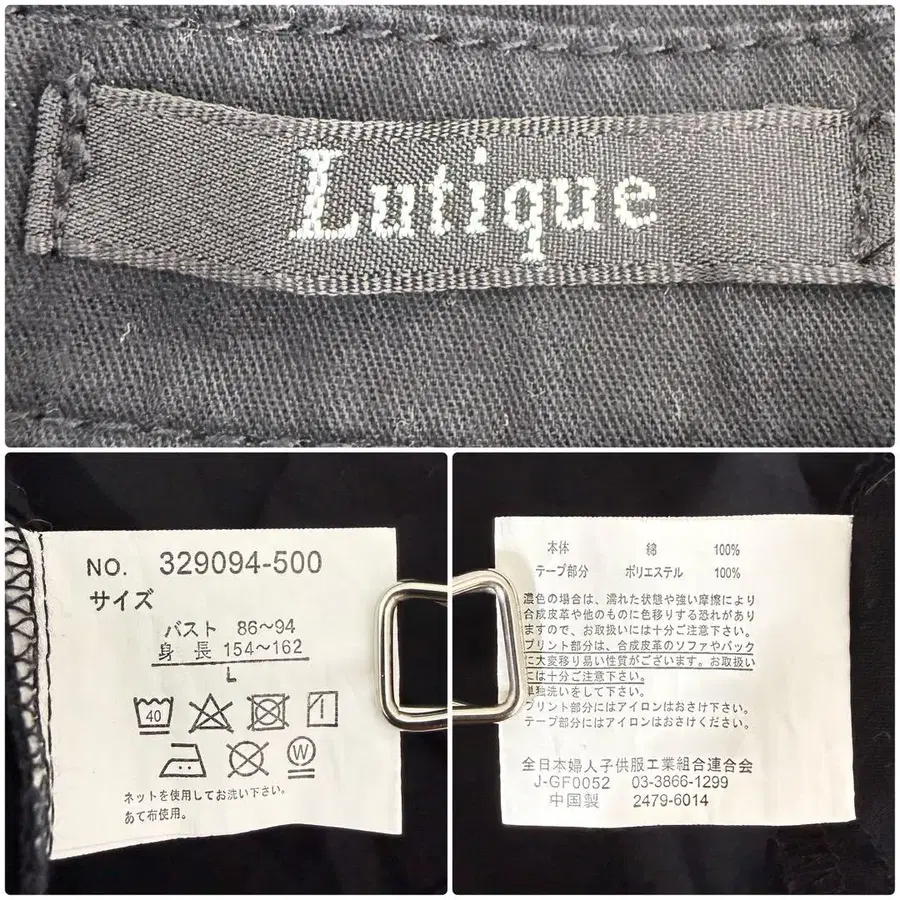 Lutique
NO. 329094-500
サイズ
バスト 86～94
身 長 154～162
L
40
W
ネットを使用してお洗い下さい。
あて布使用。
本体 綿 100%
テープ部分 ポリエステル 100%
濃色の場合は、濡れた状態や強い摩擦により
合成皮革や他のものに色移りする恐れがあり
ますので、お取扱いには十分ご注意下さい。
プリント部分は、合成皮革のソファやバック
に大変移り易い性質がございます。お取扱い
には十分ご注意下さい。
単独洗いをして下さい。
プリント部分にはアイロンはおさけ下さい。
テープ部分にはアイロンはおさけください。
全日本婦人子供服工業組合連合会
J-GF0052 03-3866-1299
中国製 2479-6014